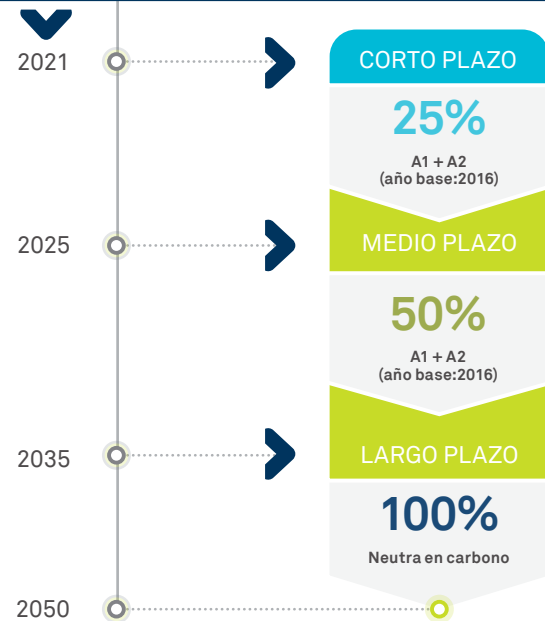 2021
CORTO PLAZO
25%
A1 + A2
(año base:2016)
2025
MEDIO PLAZO
50%
A1 + A2
(año base:2016)
2035
LARGO PLAZO
100%
Neutra en carbono
2050